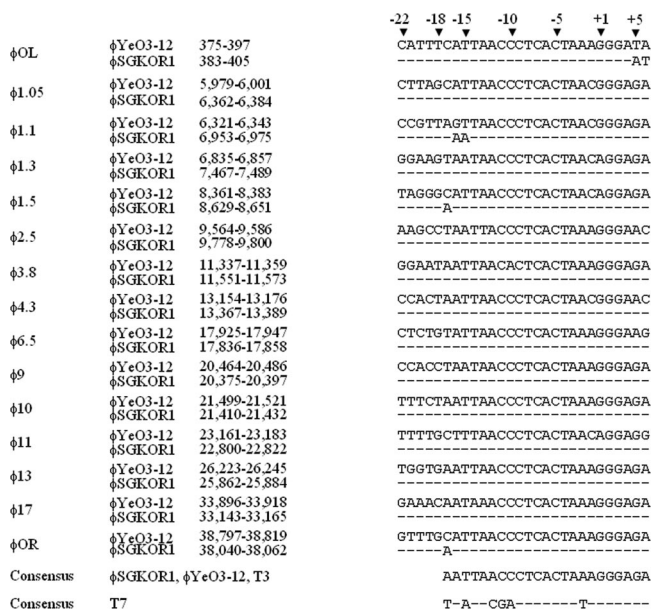 -22 -18 -15 -10 -5 +1 +5
ϕOL ϕYeO3-12 375-397 CATTTCATTAACCCTCACTAAAGGGATA
ϕSGKOR1 383-405 --------------------------AT
ϕ1.05 ϕYeO3-12 5,979-6,001 CTTAGCATTAACCCTCACTAAAGGGAGA
ϕSGKOR1 6,362-6,384 ----------------------------
ϕ1.1 ϕYeO3-12 6,321-6,343 CCGTTAGTTAACCCTCACTAACGGGAGA
ϕSGKOR1 6,953-6,975 ------AA--------------------
ϕ1.3 ϕYeO3-12 6,835-6,857 GGAAGTAATAACCCTCACTAACAGGAGA
ϕSGKOR1 7,467-7,489 ----------------------------
ϕ1.5 ϕYeO3-12 8,361-8,383 TAGGGCATTAACCCTCACTAACAGGAGA
ϕSGKOR1 8,629-8,651 -----A----------------------
ϕ2.5 ϕYeO3-12 9,564-9,586 AAGCCTAATTACCCTCACTAAAGGGAAC
ϕSGKOR1 9,778-9,800 ----------------------------
ϕ3.8 ϕYeO3-12 11,337-11,359 GGAATAATTAACACTCACTAAAGGGAGA
ϕSGKOR1 11,551-11,573 ----------------------------
ϕ4.3 ϕYeO3-12 13,154-13,176 CCACTAATTAACCCTCACTAACGGGAAC
ϕSGKOR1 13,367-13,389 ----------------------------
ϕ6.5 ϕYeO3-12 17,925-17,947 CTCTGTATTAACCCTCACTAAAGGGAAG
ϕSGKOR1 17,836-17,858 ----------------------------
ϕ9 ϕYeO3-12 20,464-20,486 CCACCTAATTAACCCTCACTAAAGGGAGA
ϕSGKOR1 20,375-20,397 ----------------------------
ϕ10 ϕYeO3-12 21,499-21,521 TTTCTAATTAACCCTCACTAAAGGGAGA
ϕSGKOR1 21,410-21,432 ----------------------------
ϕ11 ϕYeO3-12 23,161-23,183 TTTTGCTTTAACCCTCACTAACAGGAGG
ϕSGKOR1 22,800-22,822 ----------------------------
ϕ13 ϕYeO3-12 26,223-26,245 TGGTGAATTAACCCTCACTAAAGGGAGA
ϕSGKOR1 25,862-25,884 ----------------------------
ϕ17 ϕYeO3-12 33,896-33,918 GAAACAATAACCCTCACTAAAGGGAGA
ϕSGKOR1 33,143-33,165 ----------------------------
ϕOR ϕYeO3-12 38,797-38,819 GTTTGCATTAACCCTCACTAAAGGGAGA
ϕSGKOR1 38,040-38,062 -----A----------------------
Consensus ϕSGKOR1, ϕYeO3-12, T3 AATTAACCCTCACTAAAGGGAGA
Consensus T7 T-A--CGA-------T-------